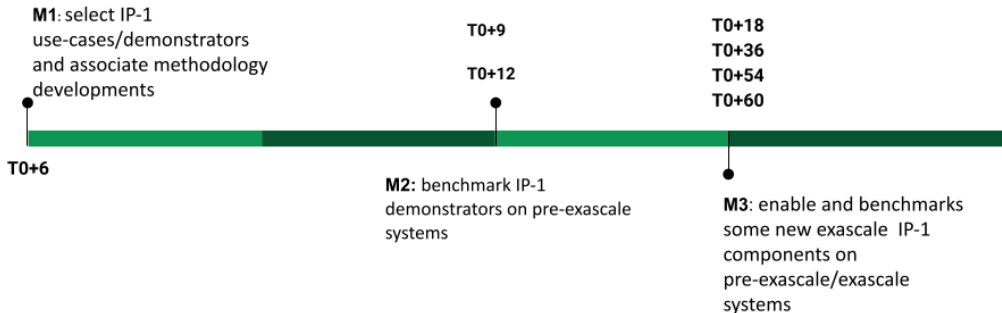 M1: select IP-1
use-cases/demonstrators
and associate methodology
developments
T0+6
T0+9
T0+12
M2: benchmark IP-1
demonstrators on pre-exascale
systems
T0+18
T0+36
T0+54
T0+60
M3: enable and benchmarks
some new exascale IP-1
components on
pre-exascale/exascale
systems